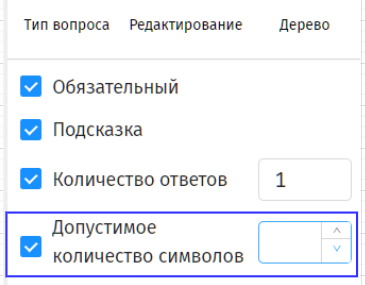 Тип вопроса Редактирование Дерево
Обязательный
Подсказка
Количество ответов 1
Допустимое
количество символов